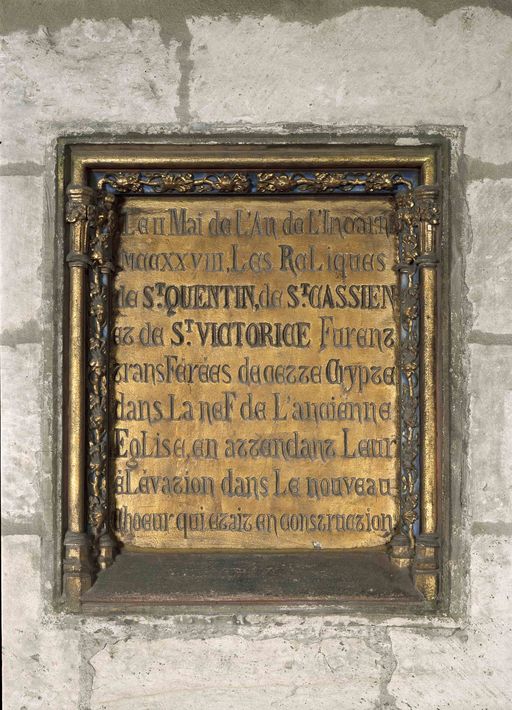 Le II Mai de L'An de L'Incarn
MCCXXVIII, Les ReLiques
de ST. QUENTIN, de ST. CASSIEN
et de ST. VICTORICE Furent
transFérées de cette Crypte
dans La neF de L'ancienne
EgLise, en attendant Leur
éLévation dans Le nouveau
Choeur qui était en construction